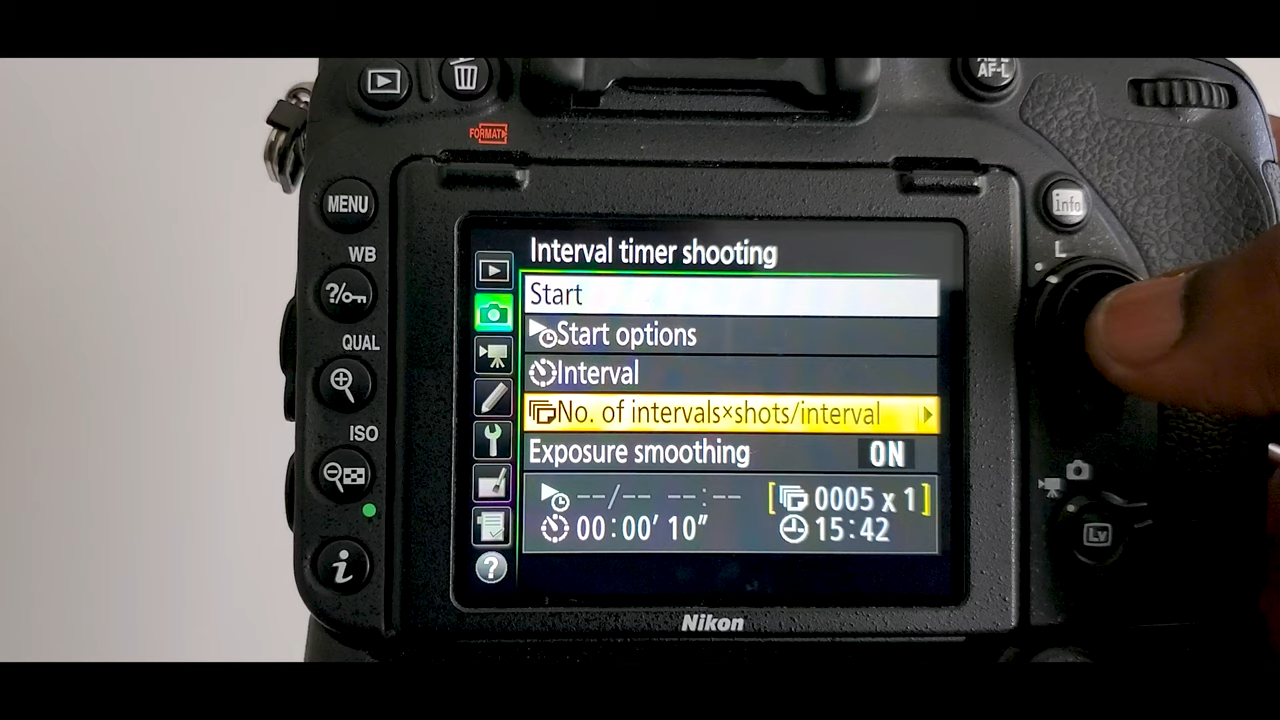 AF-L
FORMAT
MENU
info
WB
L
?/
QUAL
ISO
i
Interval timer shooting
Start
Start options
Interval
No. of intervals×shots/interval
Exposure smoothing ON
--/-- --:-- [0005 x 1]
00:00' 10" 15:42
?
Lv
Nikon